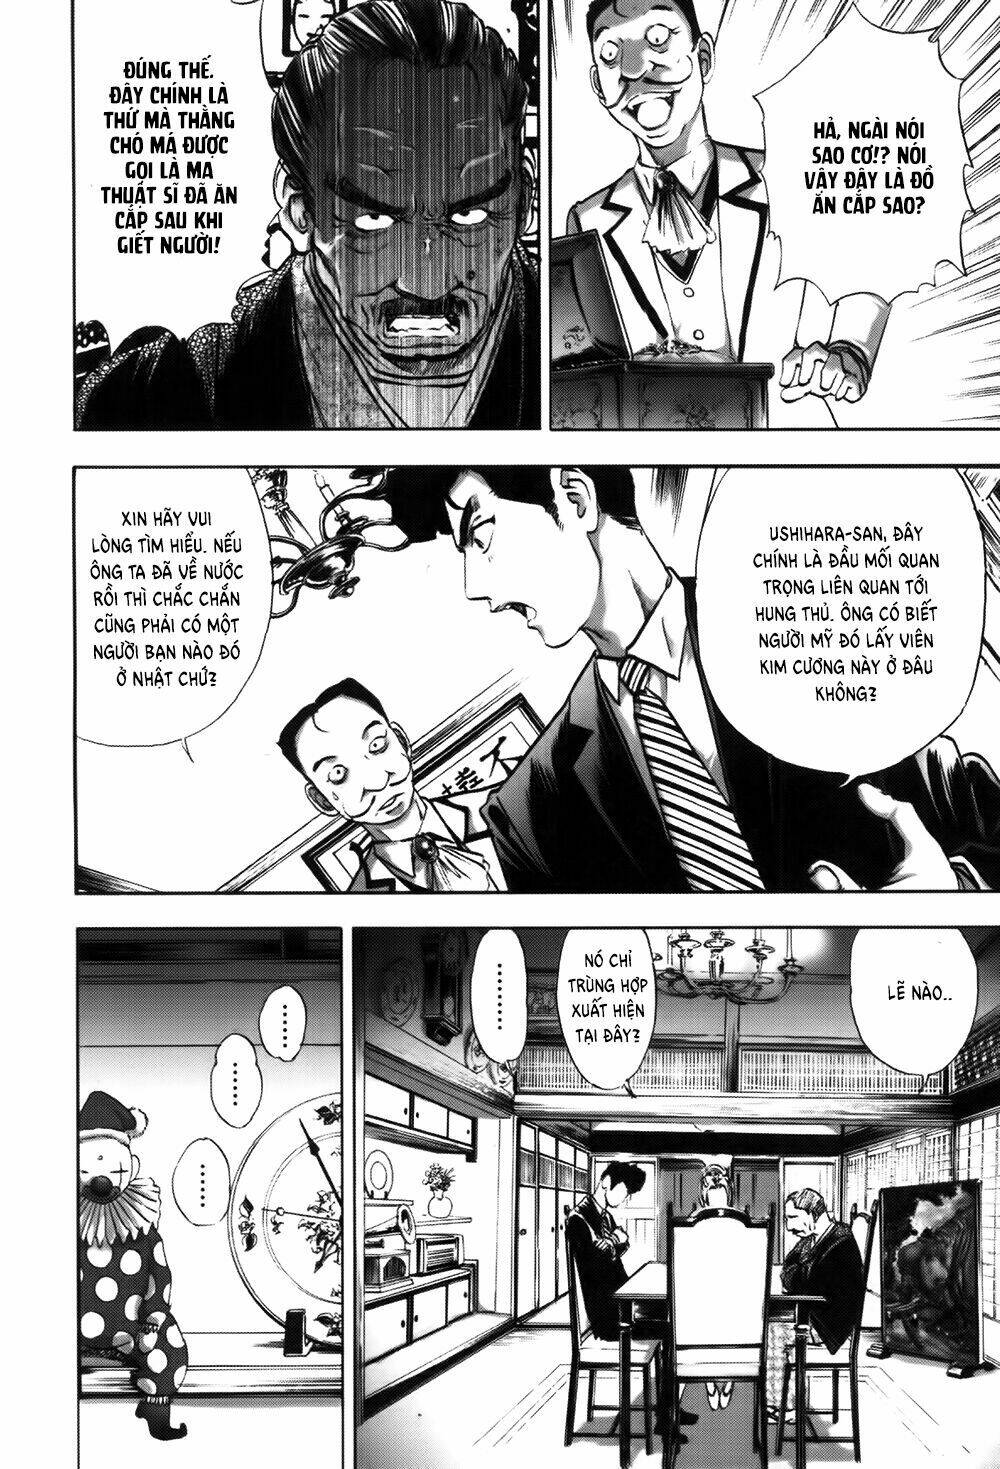 HẢ, NGÀI NÓI
SAO CƠ!? NÓI
VẬY ĐÂY LÀ ĐỒ
ĂN CẮP SAO?
ĐÚNG THẾ.
ĐÂY CHÍNH LÀ
THỨ MÀ THẰNG
CHÓ MÁ ĐƯỢC
GỌI LÀ MA
THUẬT SĨ ĐÃ ĂN
CẮP SAU KHI
GIẾT NGƯỜI!
USHIHARA-SAN, ĐÂY
CHÍNH LÀ ĐẦU MỐI QUAN
TRỌNG LIÊN QUAN TỚI
HUNG THỦ. ÔNG CÓ BIẾT
NGƯỜI MỸ ĐÓ LẤY VIÊN
KIM CƯƠNG NÀY Ở ĐÂU
KHÔNG?
XIN HÃY VUI
LÒNG TÌM HIỂU. NẾU
ÔNG TA ĐÃ VỀ NƯỚC
RỒI THÌ CHẮC CHẮN
CŨNG PHẢI CÓ MỘT
NGƯỜI BẠN NÀO ĐÓ
Ở NHẬT CHỨ?
LẼ NÀO..
NÓ CHỈ
TRÙNG HỢP
XUẤT HIỆN
TẠI ĐÂY?
........
......
......
......